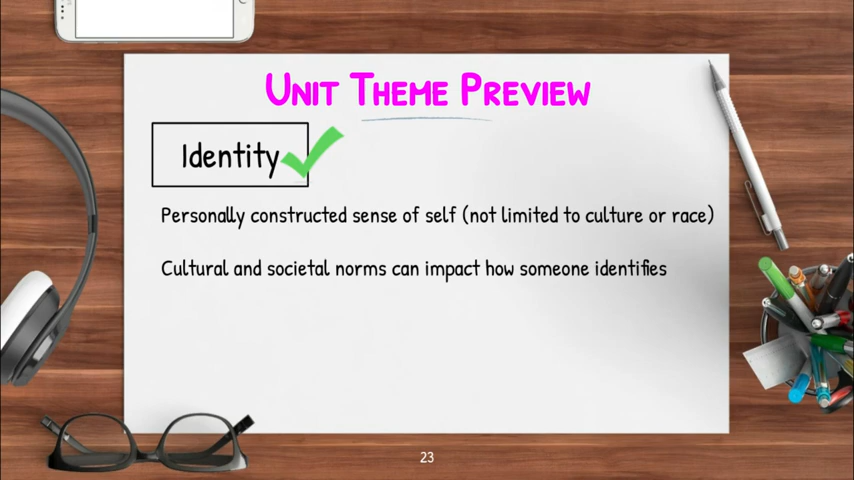 Unit Theme Preview
Identity
Personally constructed sense of self (not limited to culture or race)
Cultural and societal norms can impact how someone identifies
23